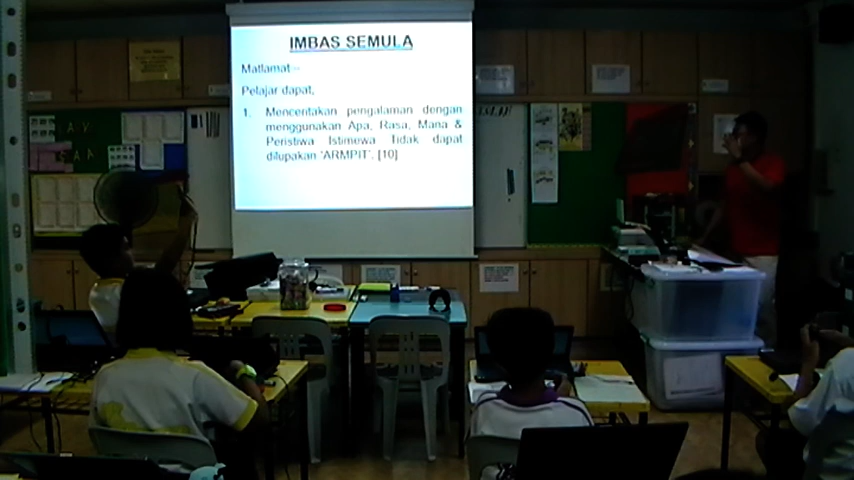 IMBAS SEMULA
Matlamat:-
Pelajar dapat,
1. Menceritakan pengalaman dengan
menggunakan Apa, Rasa, Mana &
Peristiwa Istimewa Tidak dapat
dilupakan 'ARMPIT'. [10]